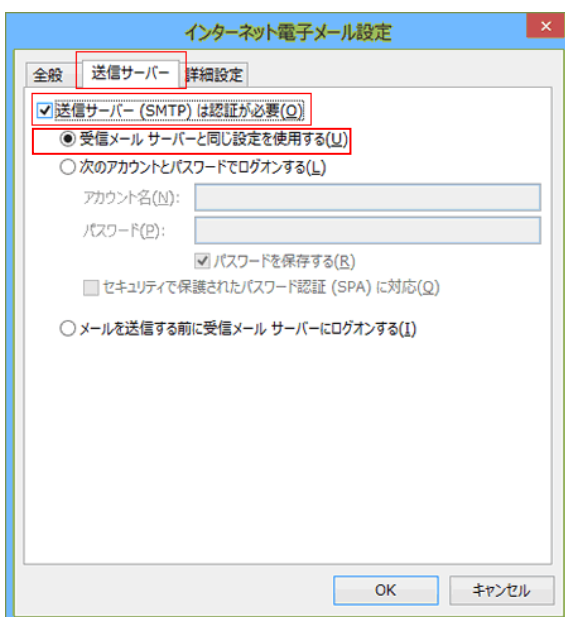 インターネット電子メール設定
全般 送信サーバー 詳細設定
送信サーバー (SMTP) は認証が必要(O)
受信メール サーバーと同じ設定を使用する(U)
次のアカウントとパスワードでログオンする(L)
アカウント名(N):
パスワード(P):
パスワードを保存する(R)
セキュリティで保護されたパスワード認証 (SPA) に対応(Q)
メールを送信する前に受信メール サーバーにログオンする(I)
OK キャンセル